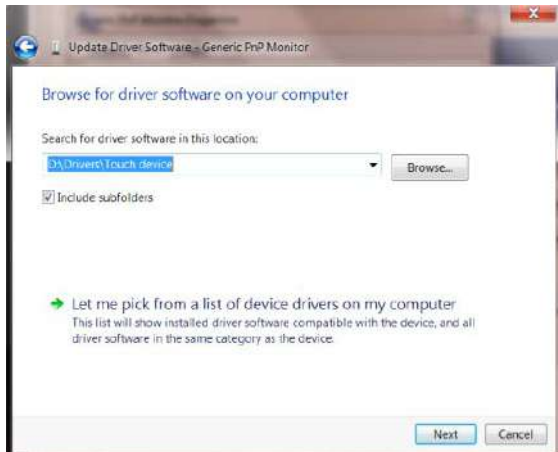 Update Driver Software - Generic PnP Monitor
Browse for driver software on your computer
Search for driver software in this location:
D:\Drivers\Touch device
Browse...
Include subfolders
Let me pick from a list of device drivers on my computer
This list will show installed driver software compatible with the device, and all
driver software in the same category as the device.
Next
Cancel